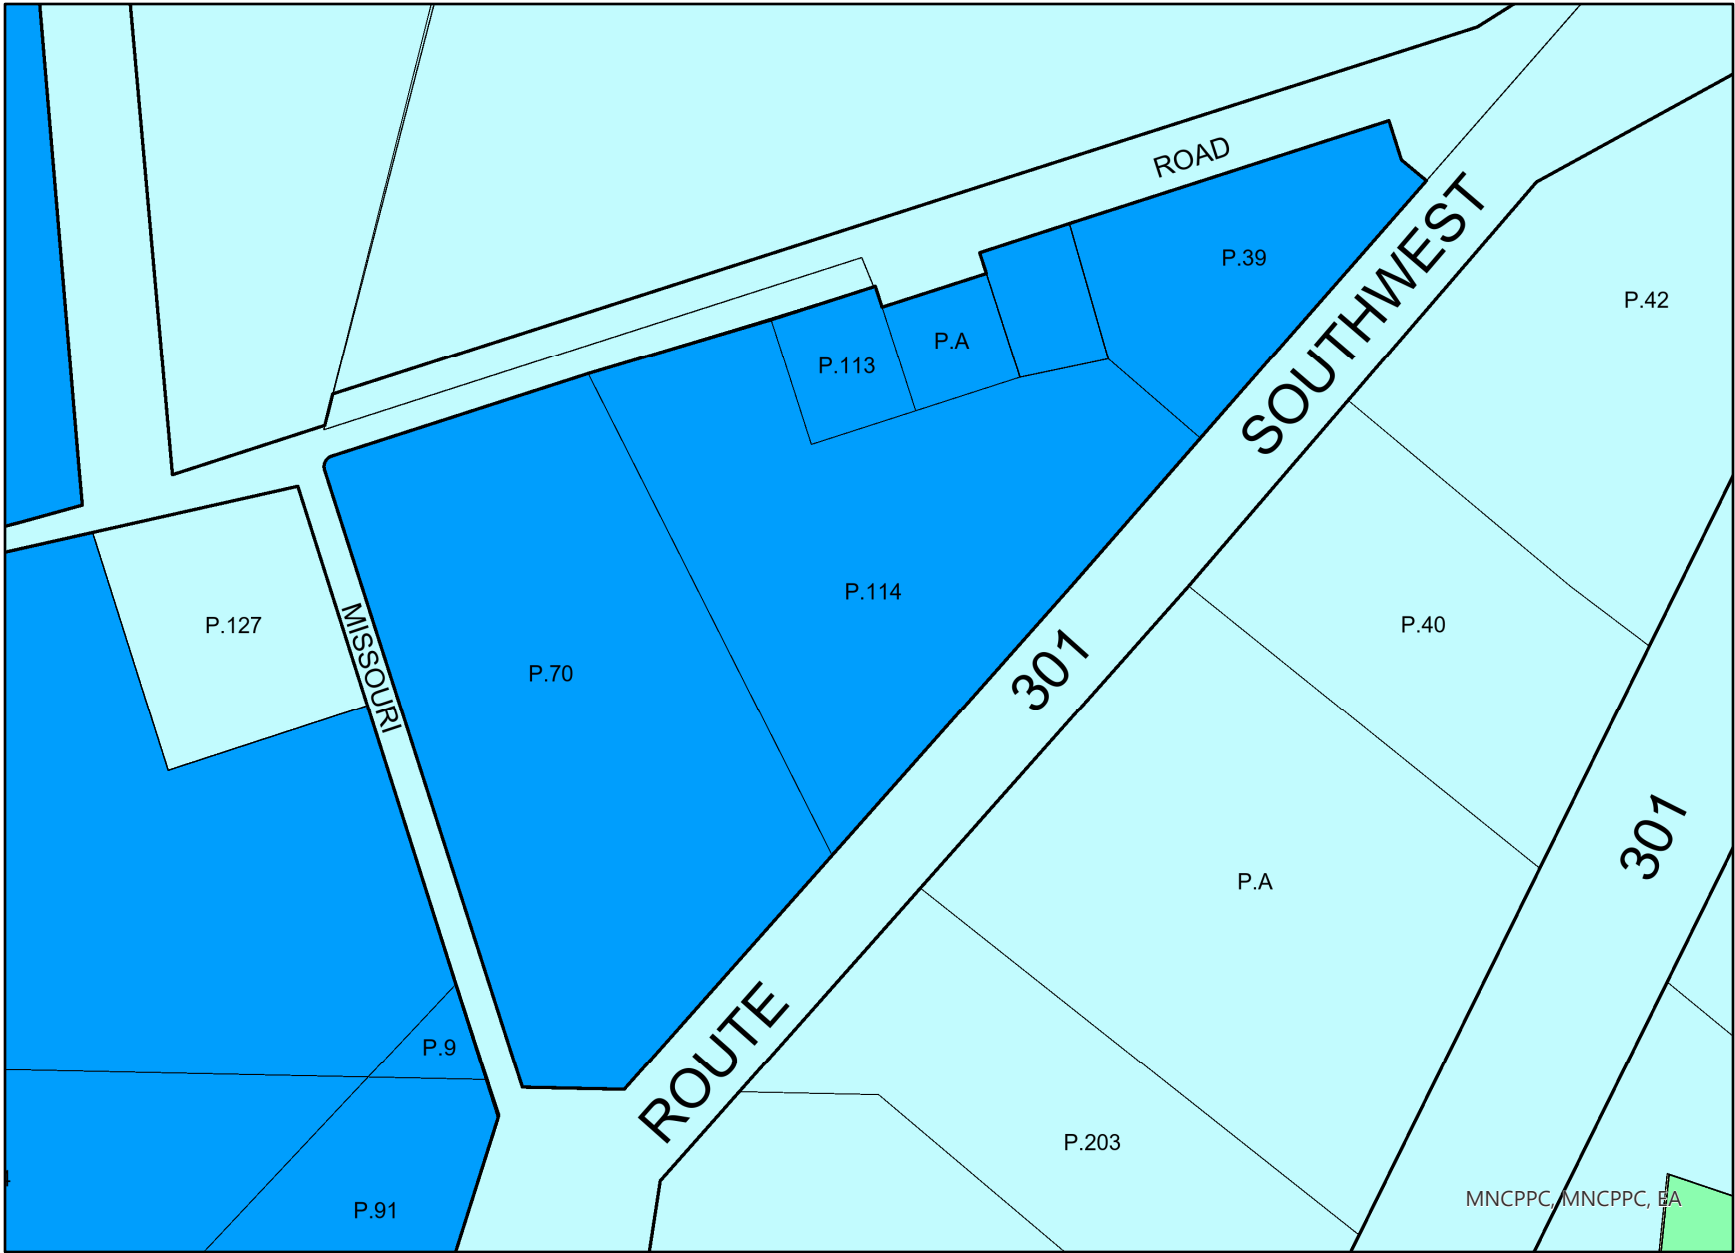 ROAD
P.39
SOUTHWEST
P.42
P.A
P.113
P.114
P.127
MISSOURI
P.70
301
P.40
301
P.A
ROUTE
P.9
P.203
P.91
MNCPPC, MNCPPC, EA